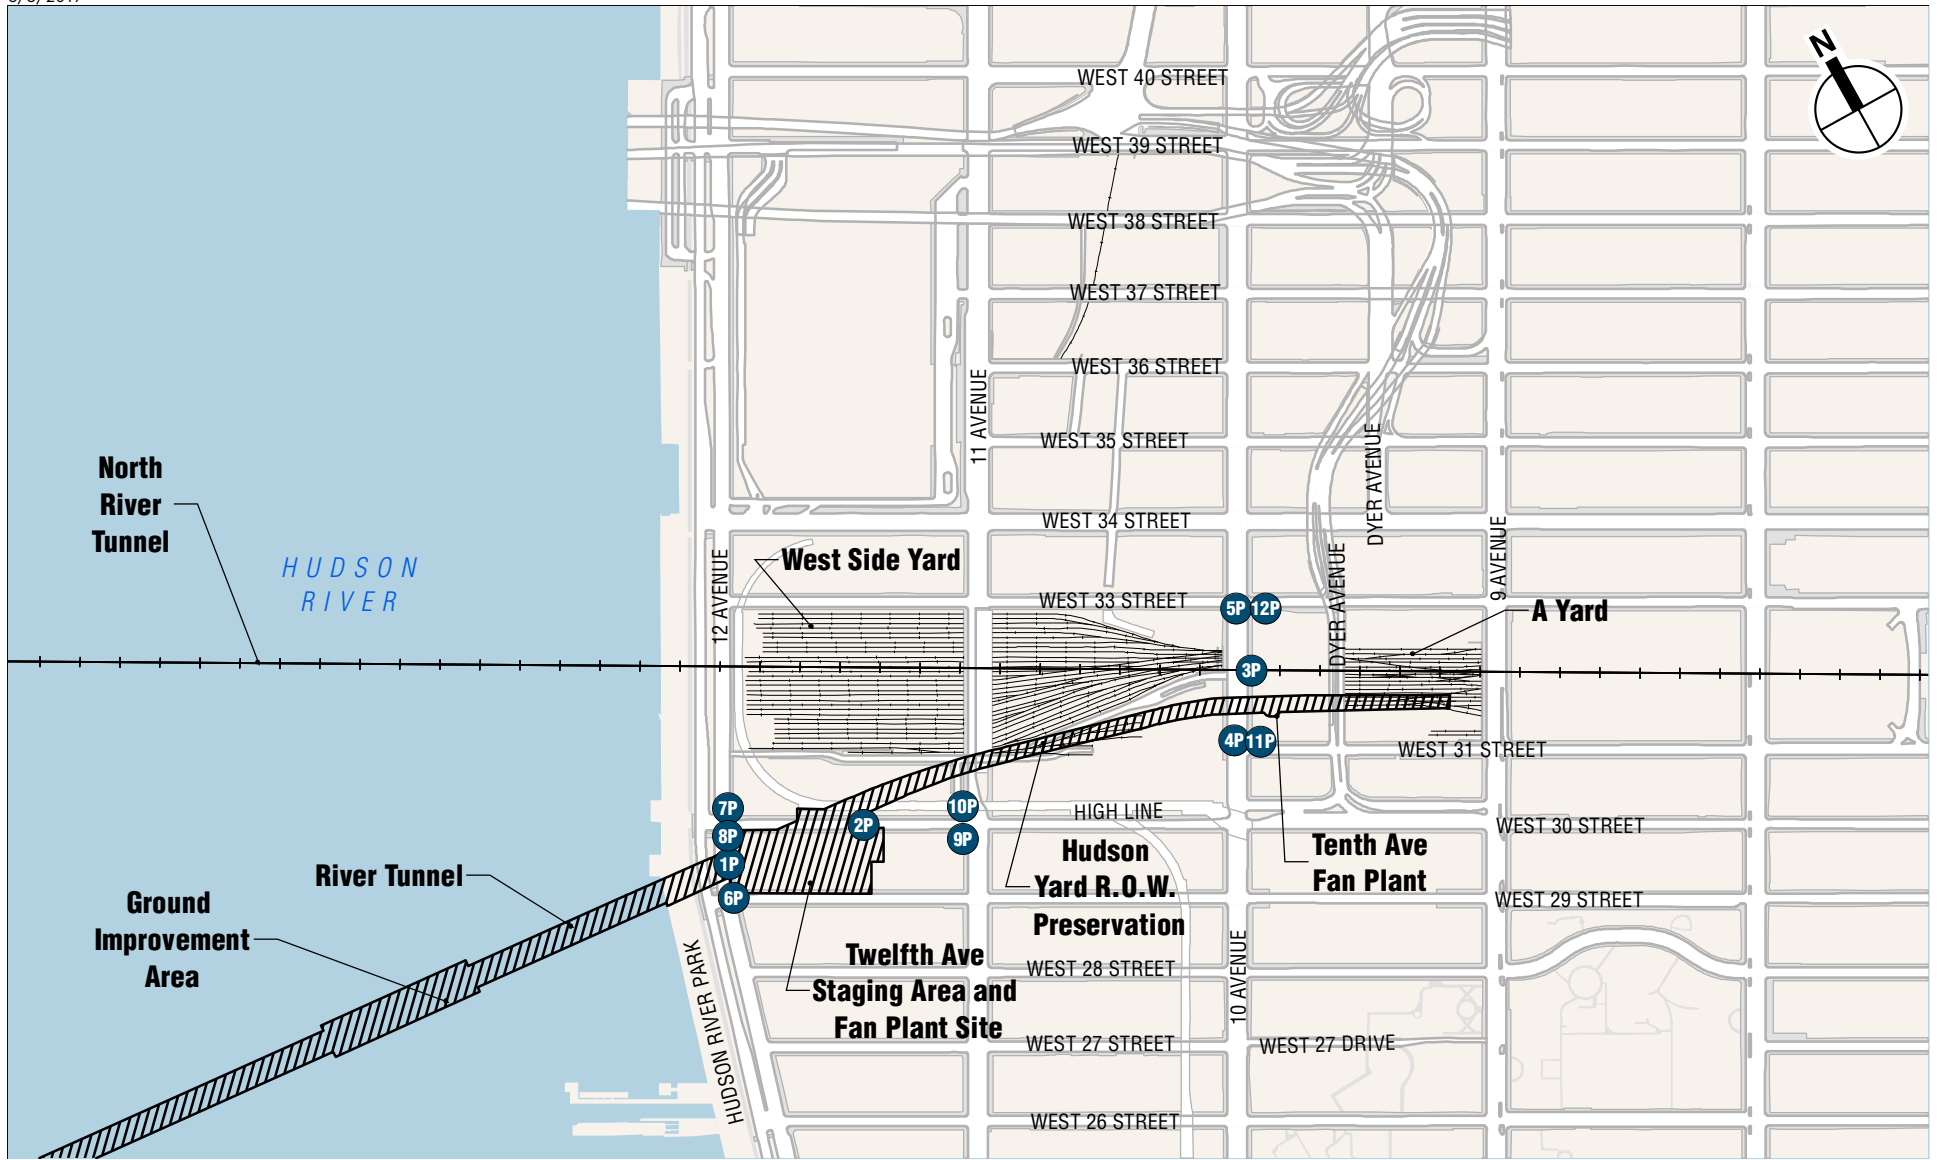 N
WEST 40 STREET
WEST 39 STREET
WEST 38 STREET
WEST 37 STREET
WEST 36 STREET
11 AVENUE
WEST 35 STREET
DYER AVENUE
North
River
Tunnel
WEST 34 STREET
HUDSON
RIVER
12 AVENUE
West Side Yard
DYER AVENUE
9 AVENUE
WEST 33 STREET
5P
12P
A Yard
3P
4P
11P
WEST 31 STREET
7P
10P
HIGH LINE
2P
WEST 30 STREET
8P
9P
1P
6P
River Tunnel
Hudson
Yard R.O.W.
Preservation
Tenth Ave
Fan Plant
WEST 29 STREET
Ground
Improvement
Area
HUDSON RIVER PARK
Twelfth Ave
Staging Area and
Fan Plant Site
WEST 28 STREET
10 AVENUE
WEST 27 STREET
WEST 27 DRIVE
WEST 26 STREET